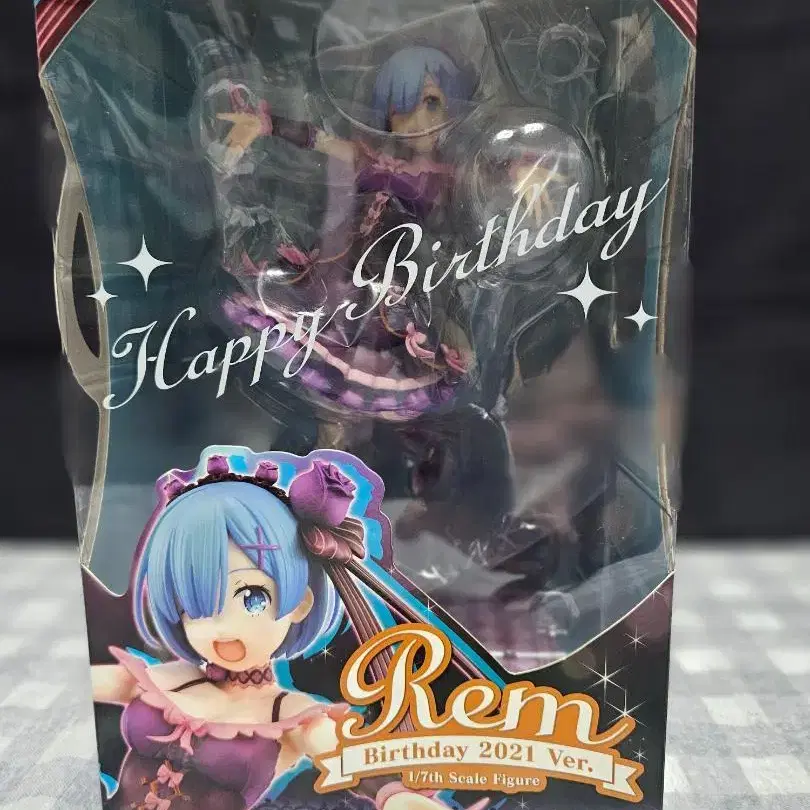 Happy Birthday
Rem
Birthday 2021 Ver.
1/7th Scale Figure